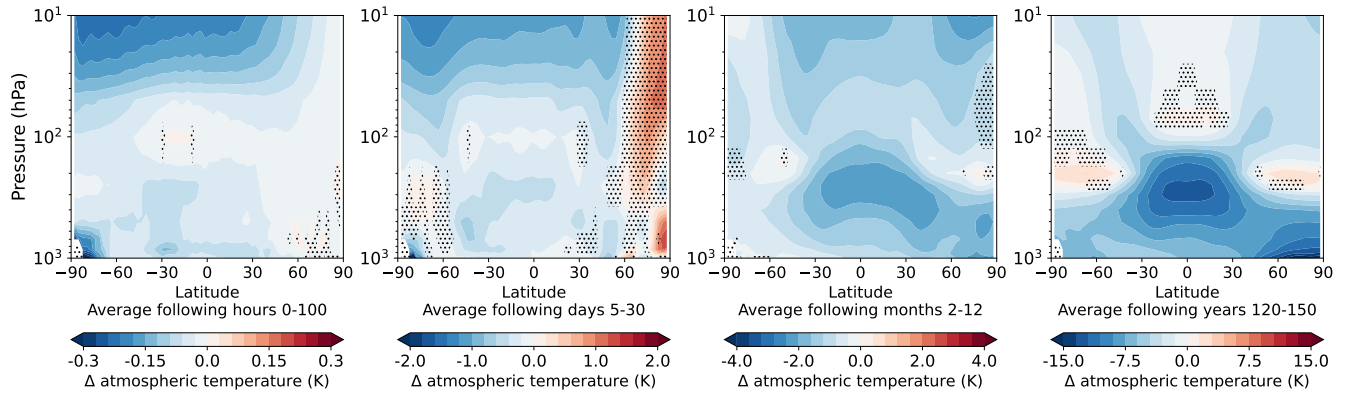 Pressure (hPa)
10¹
10²
10³
−90 −60 −30 0 30 60 90
Latitude
Average following hours 0-100
-0.3 -0.15 0.0 0.15 0.3
Δ atmospheric temperature (K)
10¹
10²
10³
−90 −60 −30 0 30 60 90
Latitude
Average following days 5-30
-2.0 -1.0 0.0 1.0 2.0
Δ atmospheric temperature (K)
10¹
10²
10³
−90 −60 −30 0 30 60 90
Latitude
Average following months 2-12
-4.0 -2.0 0.0 2.0 4.0
Δ atmospheric temperature (K)
10¹
10²
10³
−90 −60 −30 0 30 60 90
Latitude
Average following years 120-150
-15.0 -7.5 0.0 7.5 15.0
Δ atmospheric temperature (K)